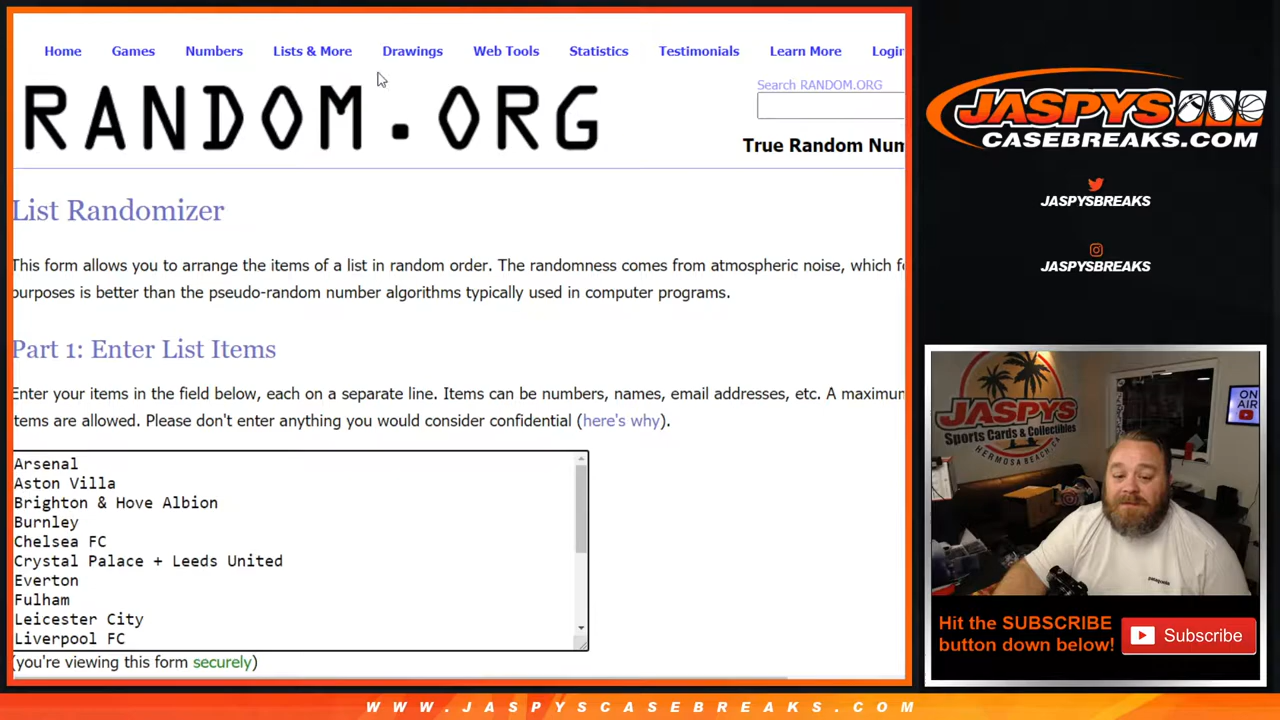 Home Games Numbers Lists & More Drawings Web Tools Statistics Testimonials Learn More Login
RANDOM.ORG
Search RANDOM.ORG
True Random Num
List Randomizer
This form allows you to arrange the items of a list in random order. The randomness comes from atmospheric noise, which f
purposes is better than the pseudo-random number algorithms typically used in computer programs.
Part 1: Enter List Items
Enter your items in the field below, each on a separate line. Items can be numbers, names, email addresses, etc. A maximum
items are allowed. Please don't enter anything you would consider confidential (here's why).
Arsenal
Aston Villa
Brighton & Hove Albion
Burnley
Chelsea FC
Crystal Palace + Leeds United
Everton
Fulham
Leicester City
Liverpool FC
(you're viewing this form securely)
JASPYS
CASEBREAKS.COM
JASPYSBREAKS
JASPYSBREAKS
JASPYS
Sports Cards & Collectibles
HERMOSA BEACH, CA
ON
AIR
patagonia
Hit the SUBSCRIBE
button down below!
Subscribe
WWW.JASPYSCASEBREAKS.COM